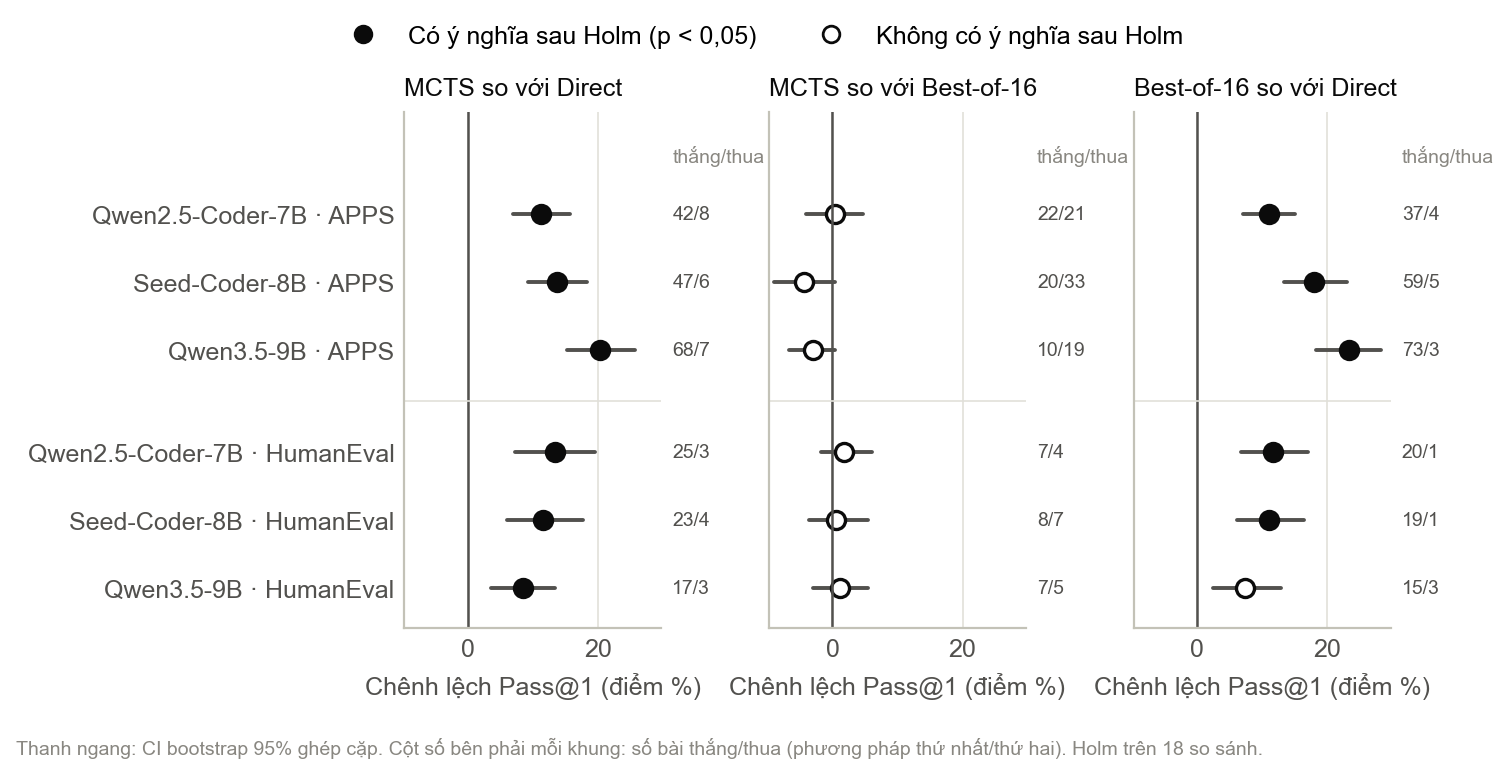 Có ý nghĩa sau Holm (p < 0,05) Không có ý nghĩa sau Holm
MCTS so với Direct MCTS so với Best-of-16 Best-of-16 so với Direct
thắng/thua thắng/thua thắng/thua
Qwen2.5-Coder-7B · APPS 42/8 22/21 37/4
Seed-Coder-8B · APPS 47/6 20/33 59/5
Qwen3.5-9B · APPS 68/7 10/19 73/3
Qwen2.5-Coder-7B · HumanEval 25/3 7/4 20/1
Seed-Coder-8B · HumanEval 23/4 8/7 19/1
Qwen3.5-9B · HumanEval 17/3 7/5 15/3
0 20 0 20 0 20
Chênh lệch Pass@1 (điểm %) Chênh lệch Pass@1 (điểm %) Chênh lệch Pass@1 (điểm %)
Thanh ngang: CI bootstrap 95% ghép cặp. Cột số bên phải mỗi khung: số bài thắng/thua (phương pháp thứ nhất/thứ hai). Holm trên 18 so sánh.